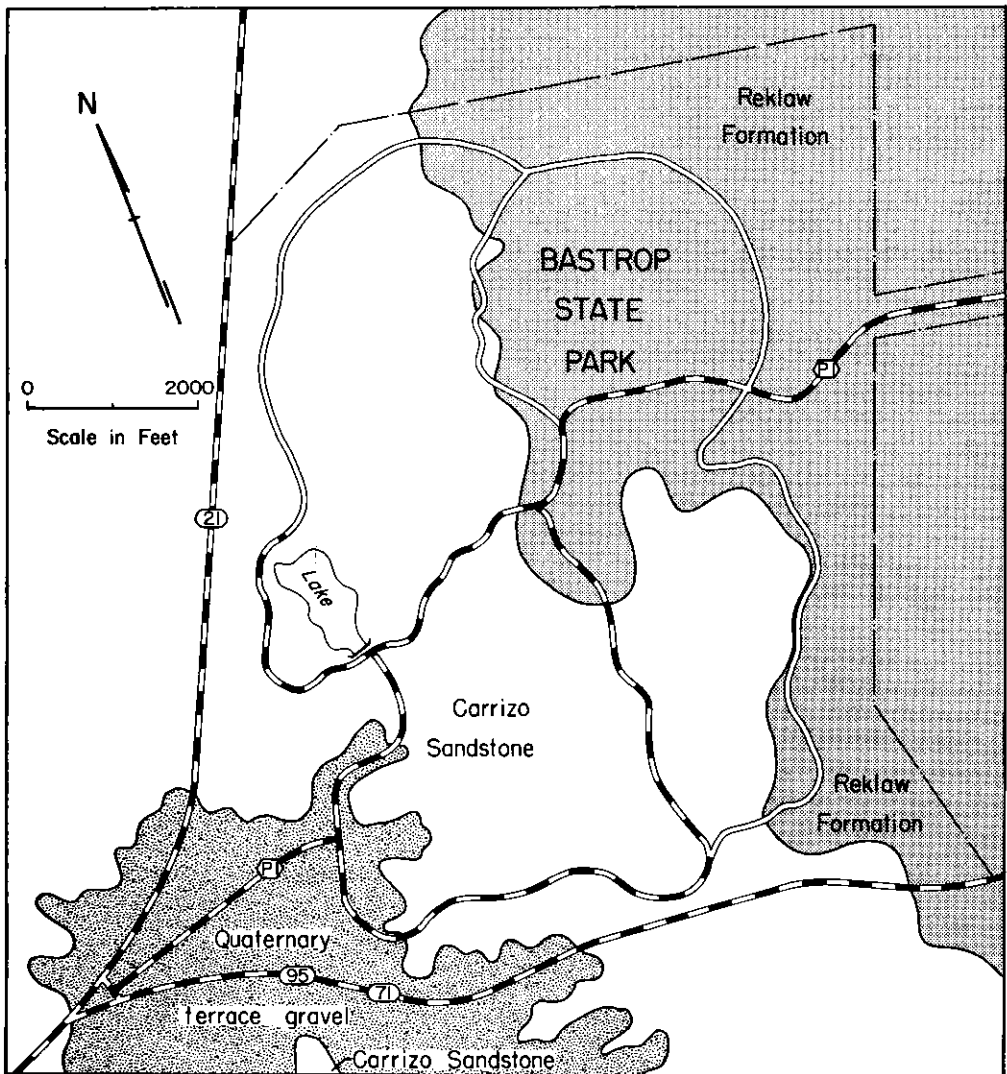 N
Reklaw
Formation
BASTROP
STATE
PARK
P1
0 2000
Scale in Feet
21
Lake
Carrizo
Sandstone
Reklaw
Formation
P1
Quaternary
95
71
terrace gravel
Carrizo Sandstone